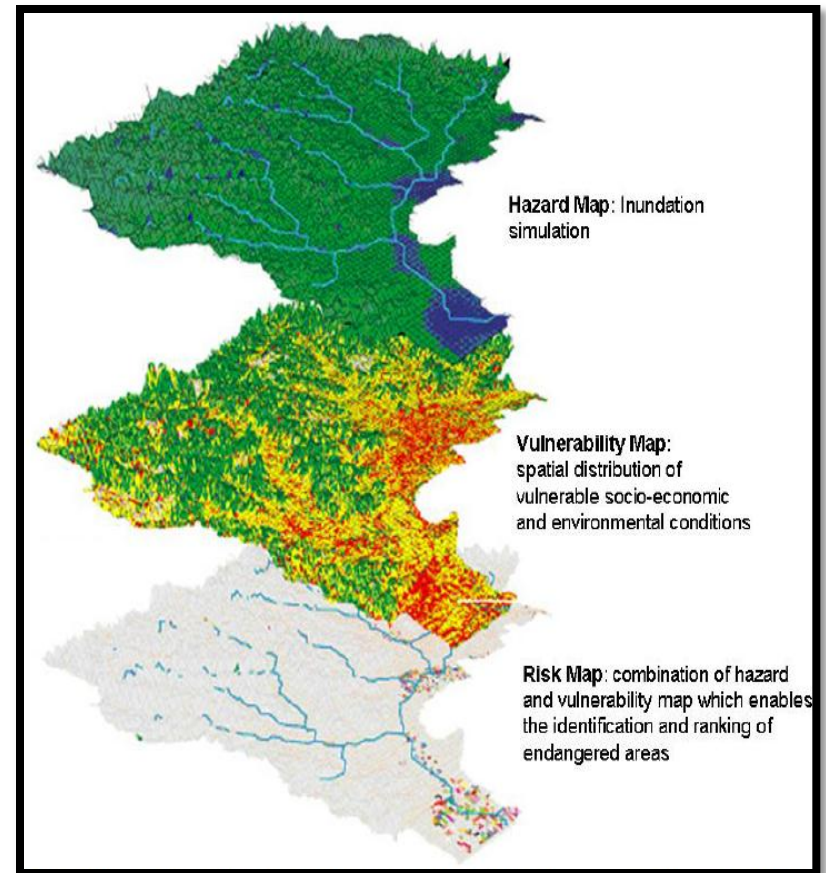 Hazard Map: Inundation
simulation
Vulnerability Map:
spatial distribution of
vulnerable socio-economic
and environmental conditions
Risk Map: combination of hazard
and vulnerability map which enables
the identification and ranking of
endangered areas